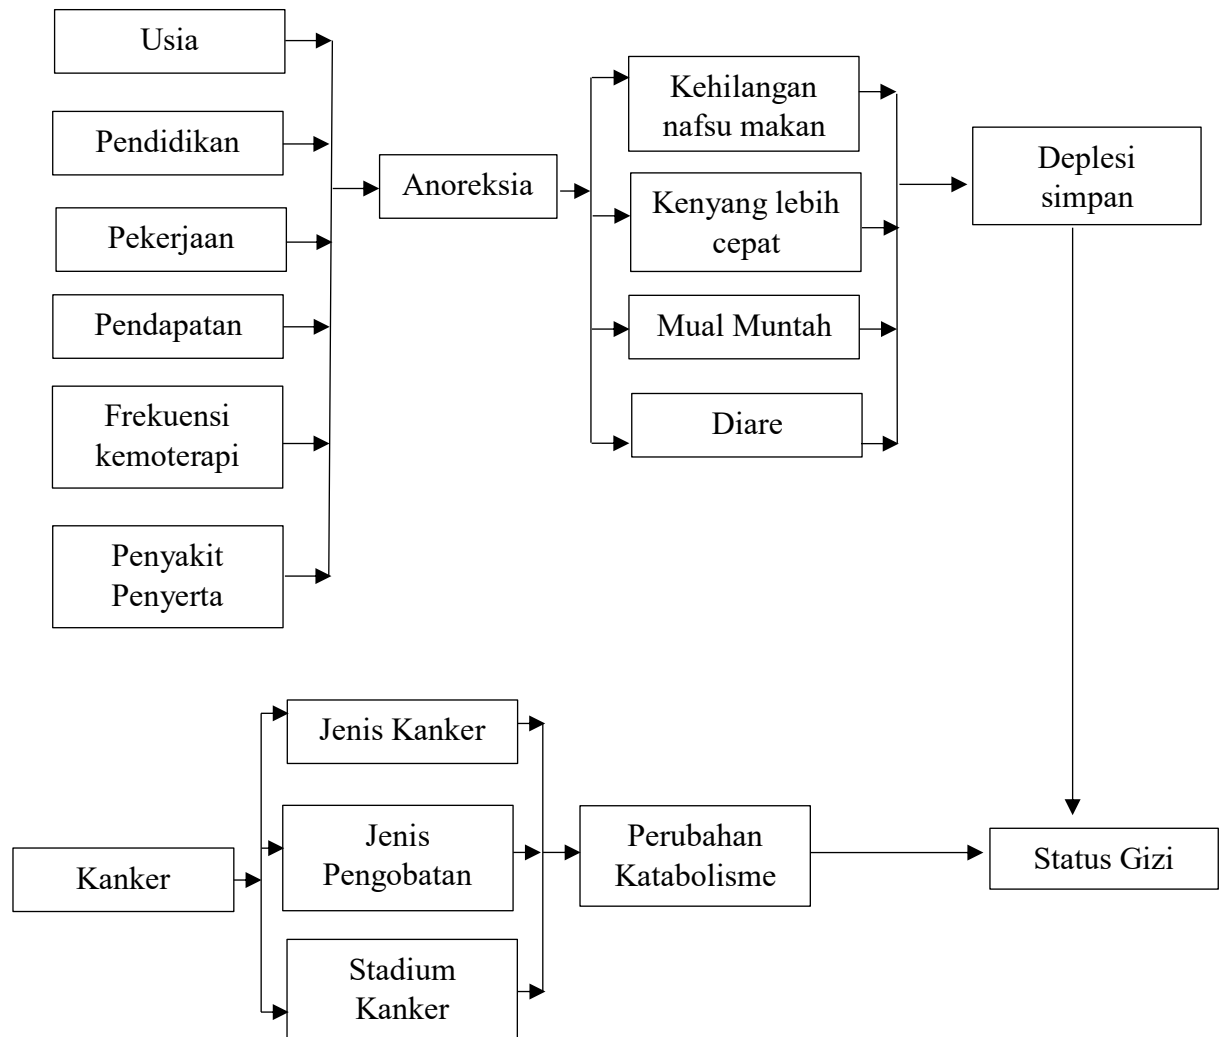 Usia
Pendidikan
Pekerjaan
Pendapatan
Frekuensi
kemoterapi
Penyakit
Penyerta
Anoreksia
Kehilangan
nafsu makan
Kenyang lebih
cepat
Mual Muntah
Diare
Deplesi
simpan
Kanker
Jenis Kanker
Jenis
Pengobatan
Stadium
Kanker
Perubahan
Katabolisme
Status Gizi